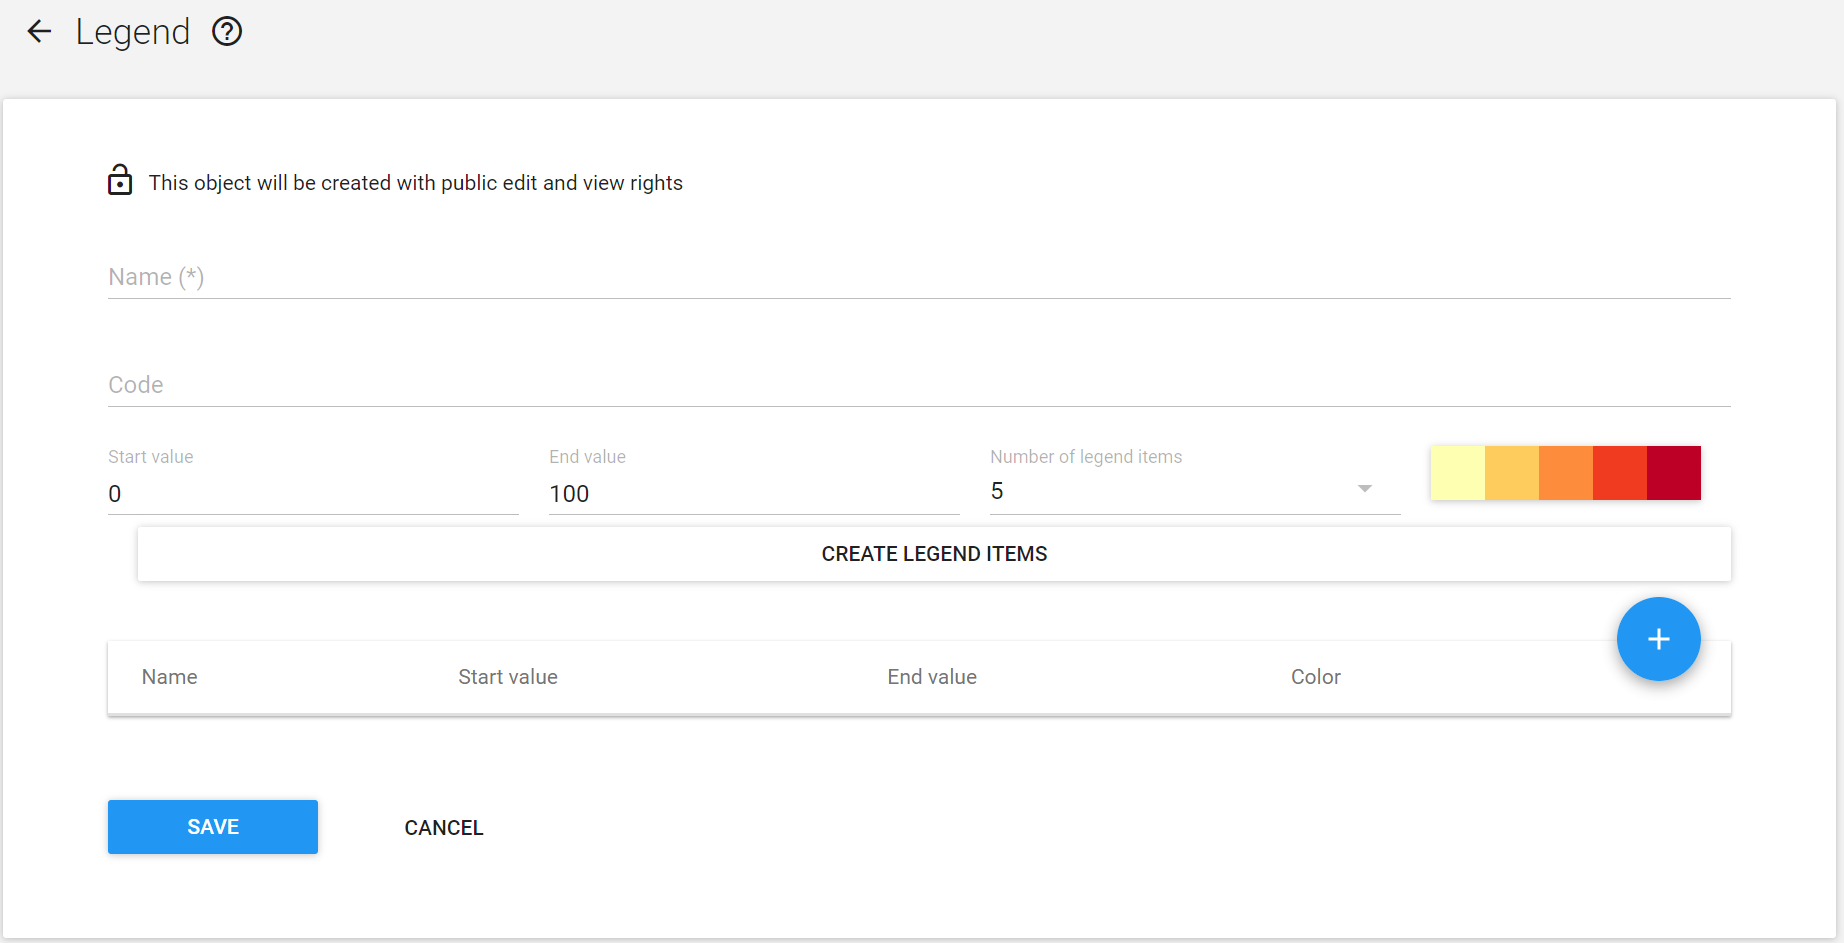 Legend
This object will be created with public edit and view rights
Name (*)
Code
Start value End value Number of legend items
0 100 5
CREATE LEGEND ITEMS
Name Start value End value Color
SAVE CANCEL